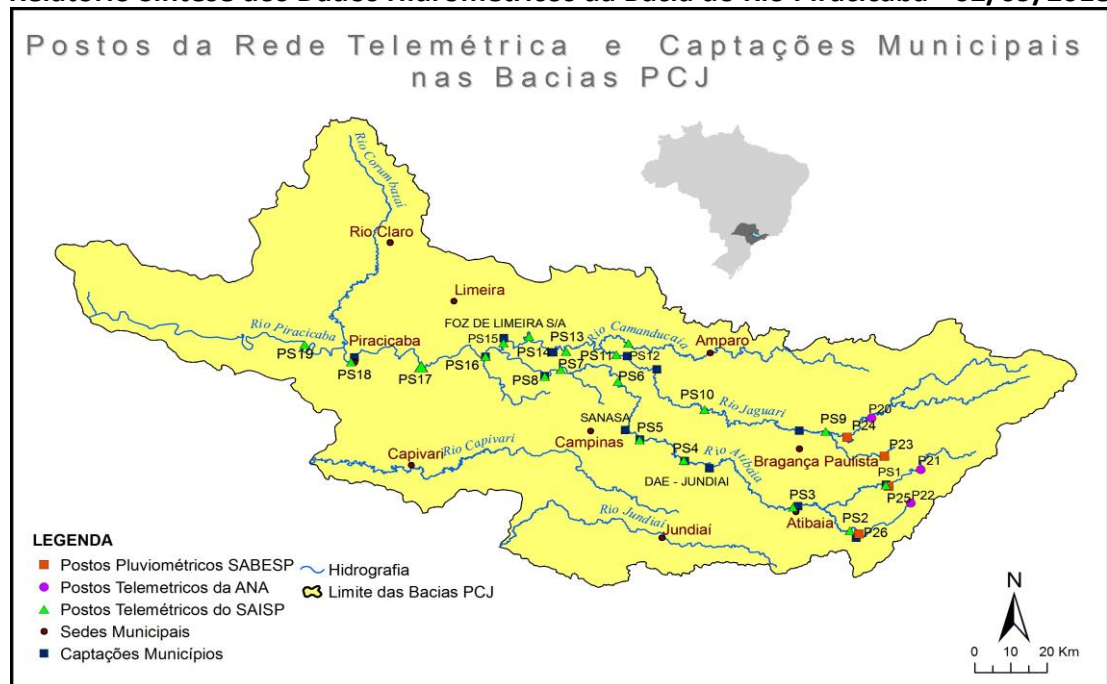 Relatório Síntese dos Dados Hidrométricos da Bacia do Rio Piracicaba
Postos da Rede Telemétrica e Captações Municipais
nas Bacias PCJ
Rio Corumbataí
Rio Claro
Limeira
FOZ DE LIMEIRA S/A
Rio Camanducaia
Rio Piracicaba
Piracicaba
PS15
PS14
PS13
PS11
PS12
Amparo
PS19
PS18
PS17
PS16
PS8
PS7
PS6
PS10
Rio Jaguari
PS9
P20
P24
SANASA
PS5
Campinas
Rio Capivari
Capivari
PS4
Rio Atibaia
Bragança Paulista
P23
P21
PS1
DAE - JUNDIAI
P25
P22
PS3
Atibaia
PS2
P26
Rio Jundiaí
Jundiaí
LEGENDA
Postos Pluviométricos SABESP
Hidrografia
Postos Telemetricos da ANA
Limite das Bacias PCJ
Postos Telemétricos do SAISP
Sedes Municipais
Captações Municípios
N
0 10 20 Km